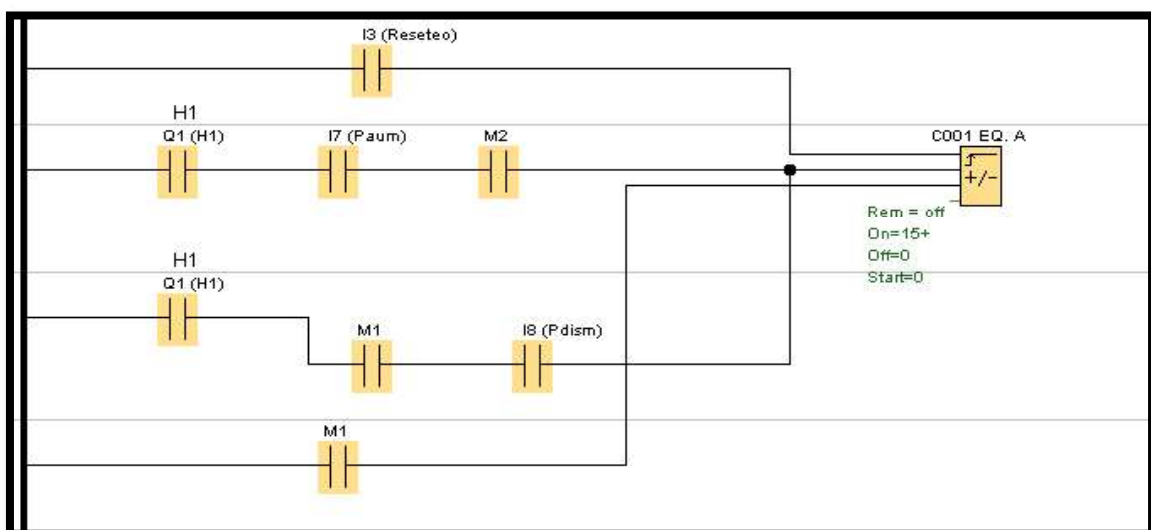 I3 (Reseteo)
H1
Q1 (H1) I7 (Paum) M2 C001 EQ. A
+/-
Rem = off
On=15+
Off=0
Start=0
H1
Q1 (H1)
M1 I8 (Pdism)
M1